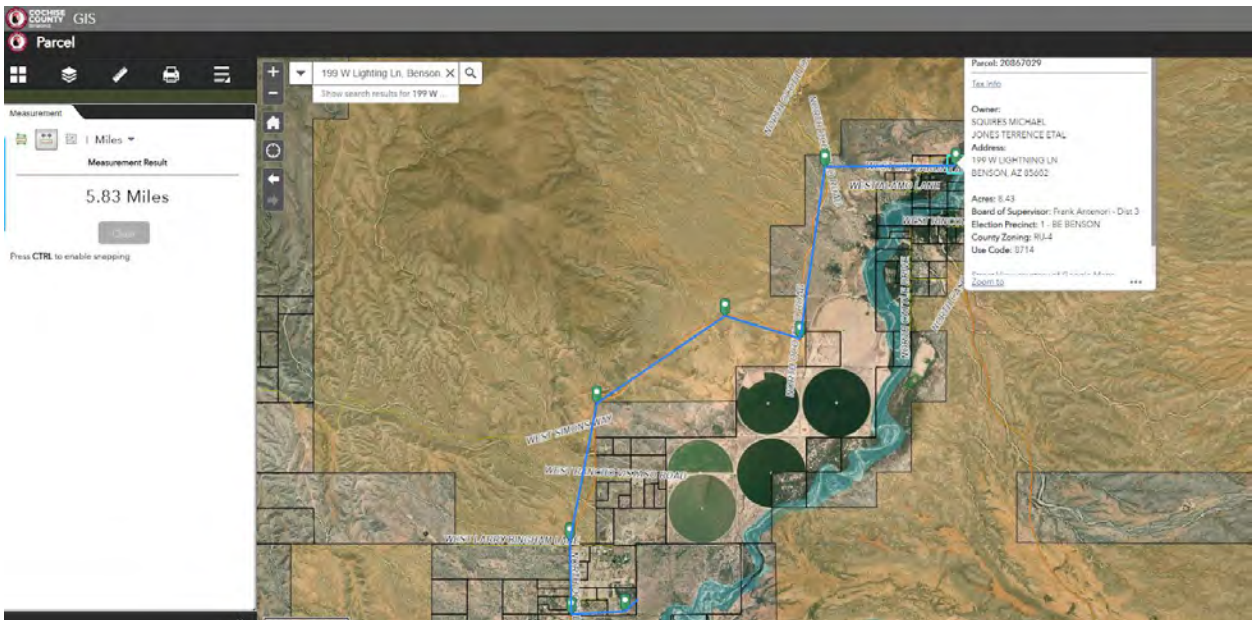 COCHISE
COUNTY GIS
Parcel
Measurement
Miles
Measurement Result
5.83 Miles
Clear
Press CTRL to enable snapping
199 W Lighting Ln, Benson
Show search results for 199 W ...
Parcel: 20867029
Tax Info
Owner:
SQUIRES MICHAEL
JONES TERRENCE ETAL
Address:
199 W LIGHTNING LN
BENSON, AZ 85602
Acres: 8.43
Board of Supervisor: Frank Antenori - Dist 3
Election Precinct: 1 - BE BENSON
County Zoning: RU-4
Use Code: 0714
Zoom to
...
WEST ALAMO LANE
WEST SIMONS WAY
WEST LARRY BINGHAM LANE